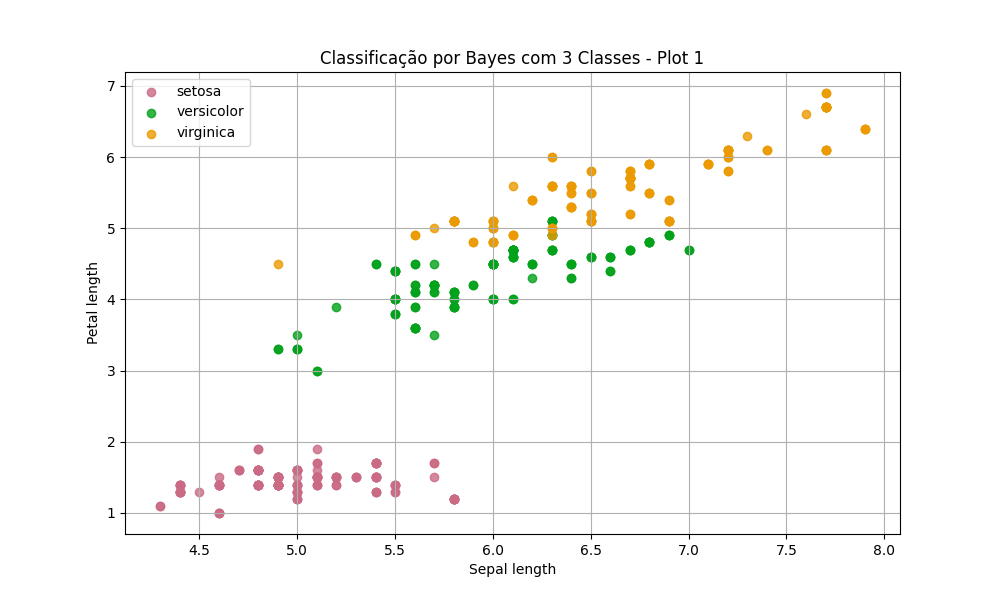 Classificação por Bayes com 3 Classes - Plot 1
setosa
versicolor
virginica
Petal length
7
6
5
4
3
2
1
4.5 5.0 5.5 6.0 6.5 7.0 7.5 8.0
Sepal length